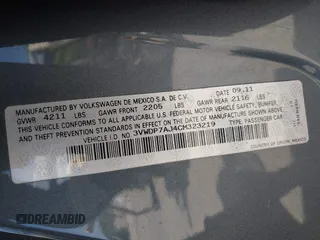 MANUFACTURED BY VOLKSWAGEN DE MEXICO S.A. DE C.V. 09.11
GVWR 4211 LBS GAWR FRONT 2205 LBS GAWR REAR 2116 LBS
THIS VEHICLE CONFORMS TO ALL APPLICABLE U.S. FEDERAL MOTOR VEHICLE SAFETY, BUMPER,
AND THEFT PREVENTION STANDARDS IN EFFECT ON THE DATE OF MANUFACTURE SHOWN ABOVE.
VEHICLE ID NO 3VWDP7AJ4CM323219 TYPE: PASSENGER CAR
COUNTRY OF ORIGIN MEXICO
DREAMBID